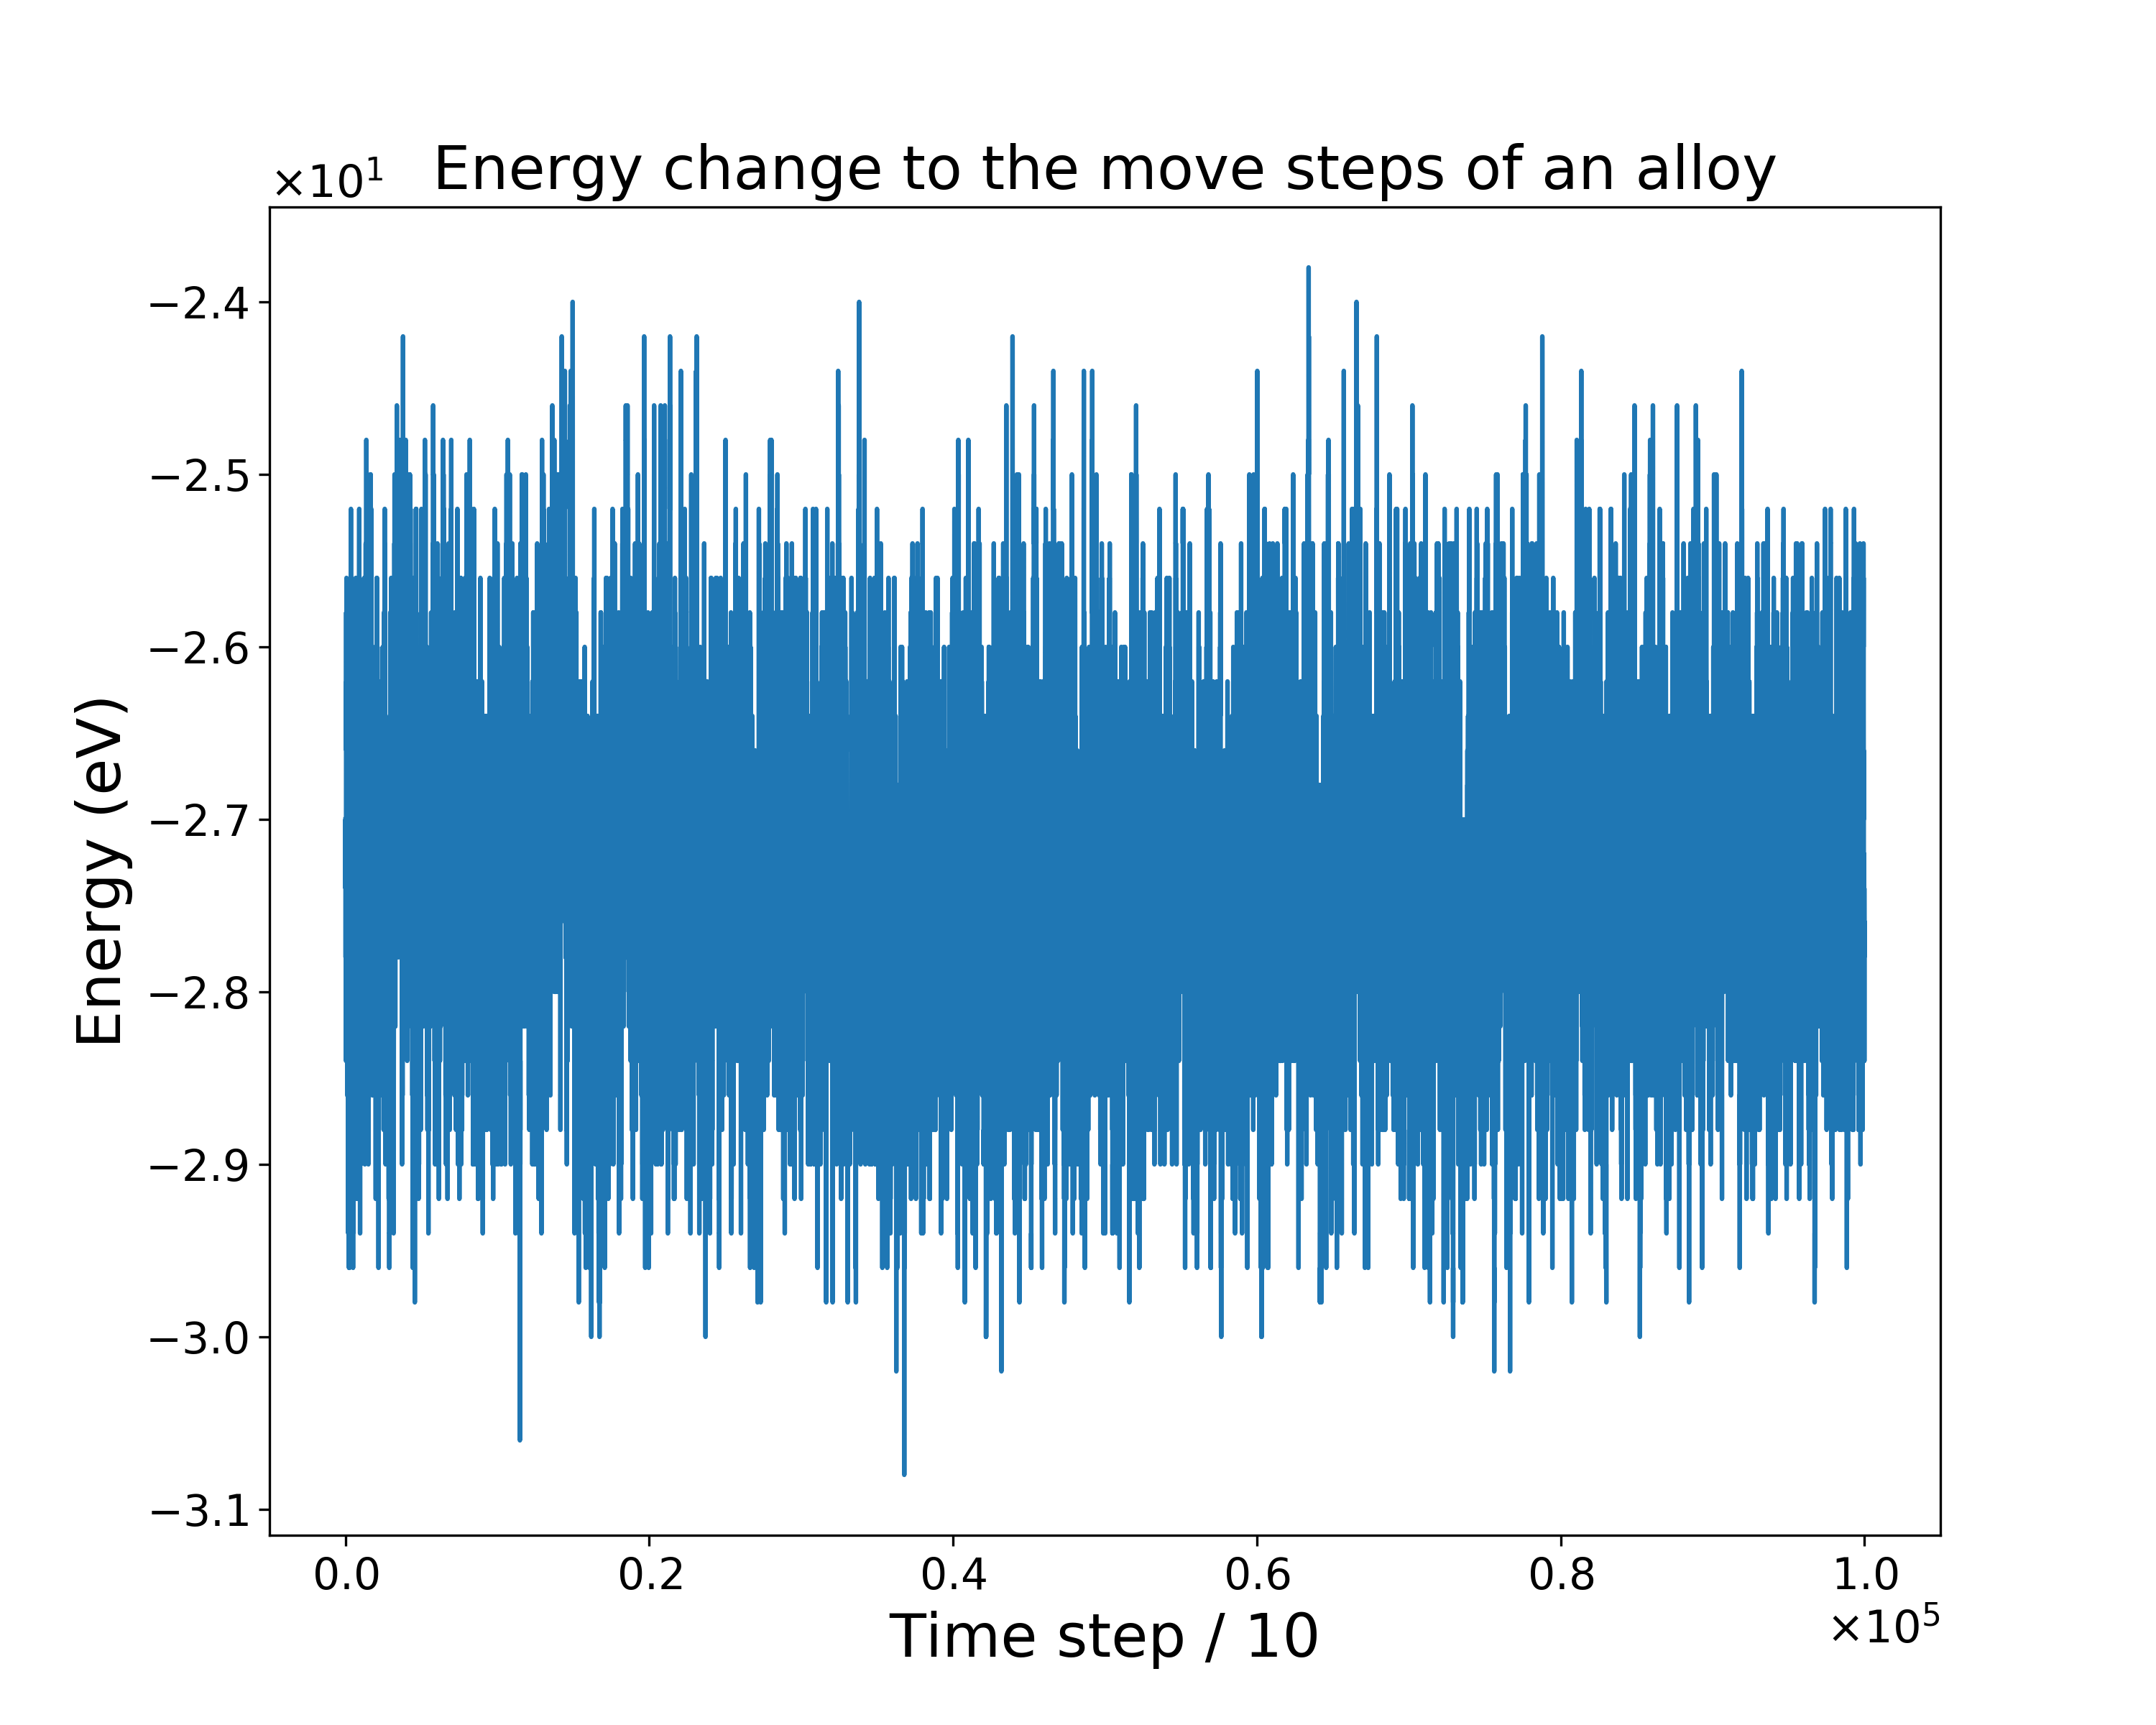 ×10¹
Energy change to the move steps of an alloy
−2.4
−2.5
−2.6
−2.7
−2.8
−2.9
−3.0
−3.1
Energy (eV)
0.0 0.2 0.4 0.6 0.8 1.0
Time step / 10
×10⁵